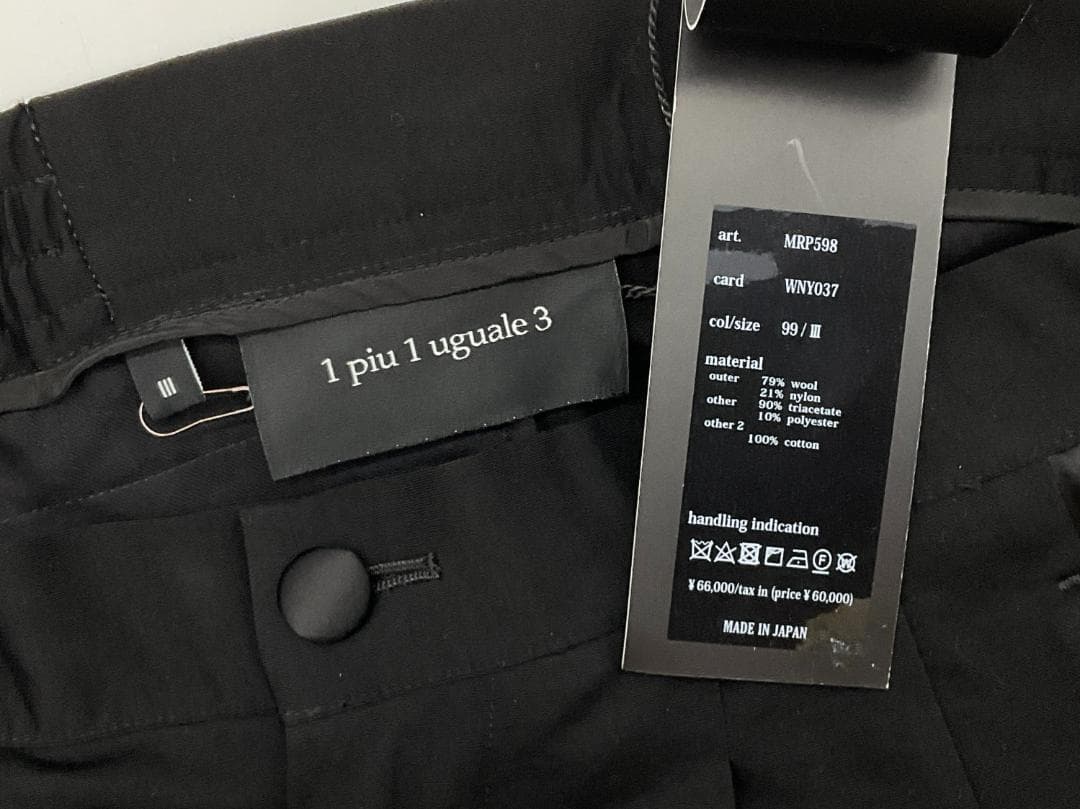 1 piu 1 uguale 3
III
art. MRP598
card WNY037
col/size 99 / III
material
outer 79% wool
21% nylon
other 90% triacetate
10% polyester
other 2
100% cotton
handling indication
F W
¥66,000/tax in (price ¥60,000)
MADE IN JAPAN